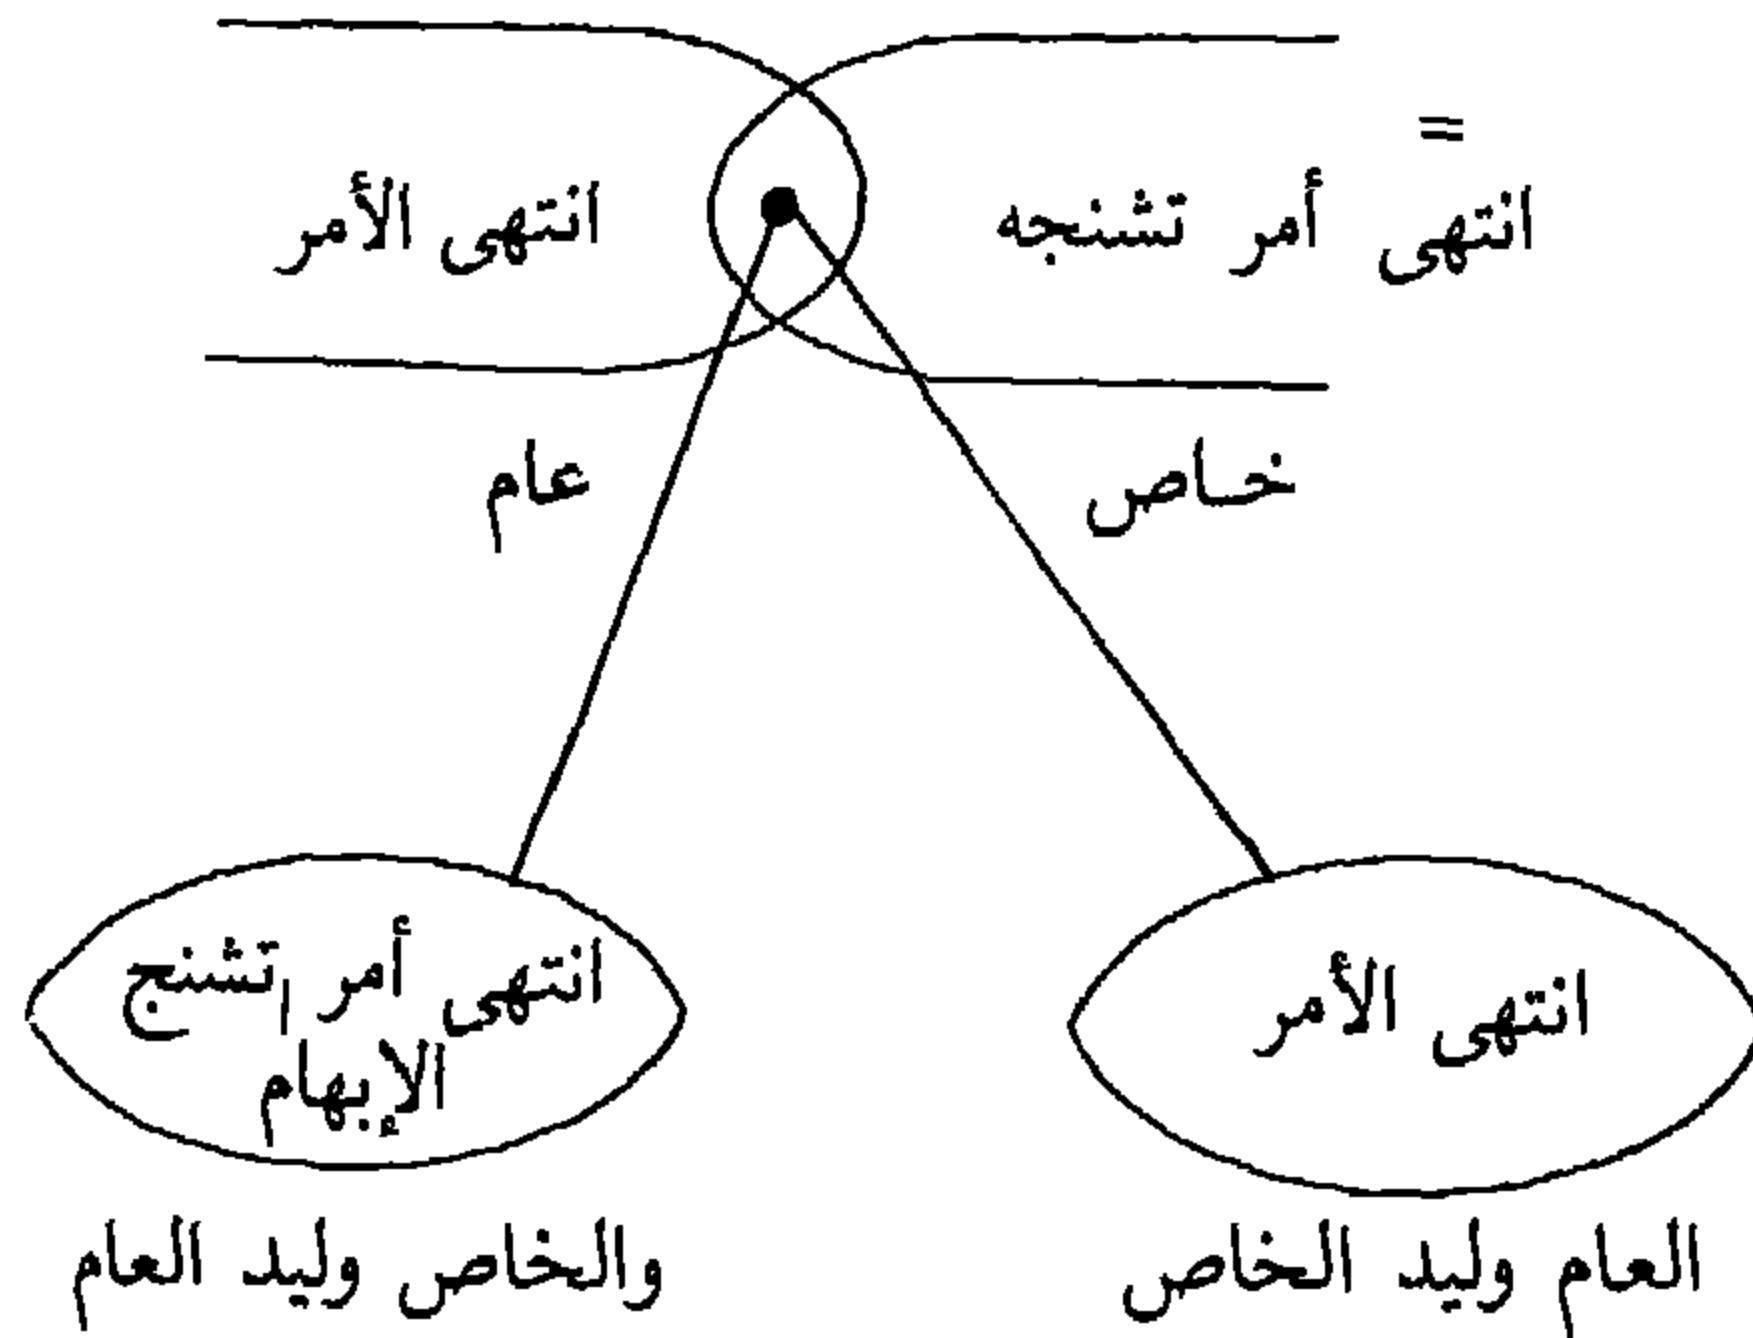 =
انتهى أمر تشنجه
انتهى الأمر
خاص
عام
انتهى الأمر
انتهى أمر تشنج
الإبهام
العام وليد الخاص
والخاص وليد العام